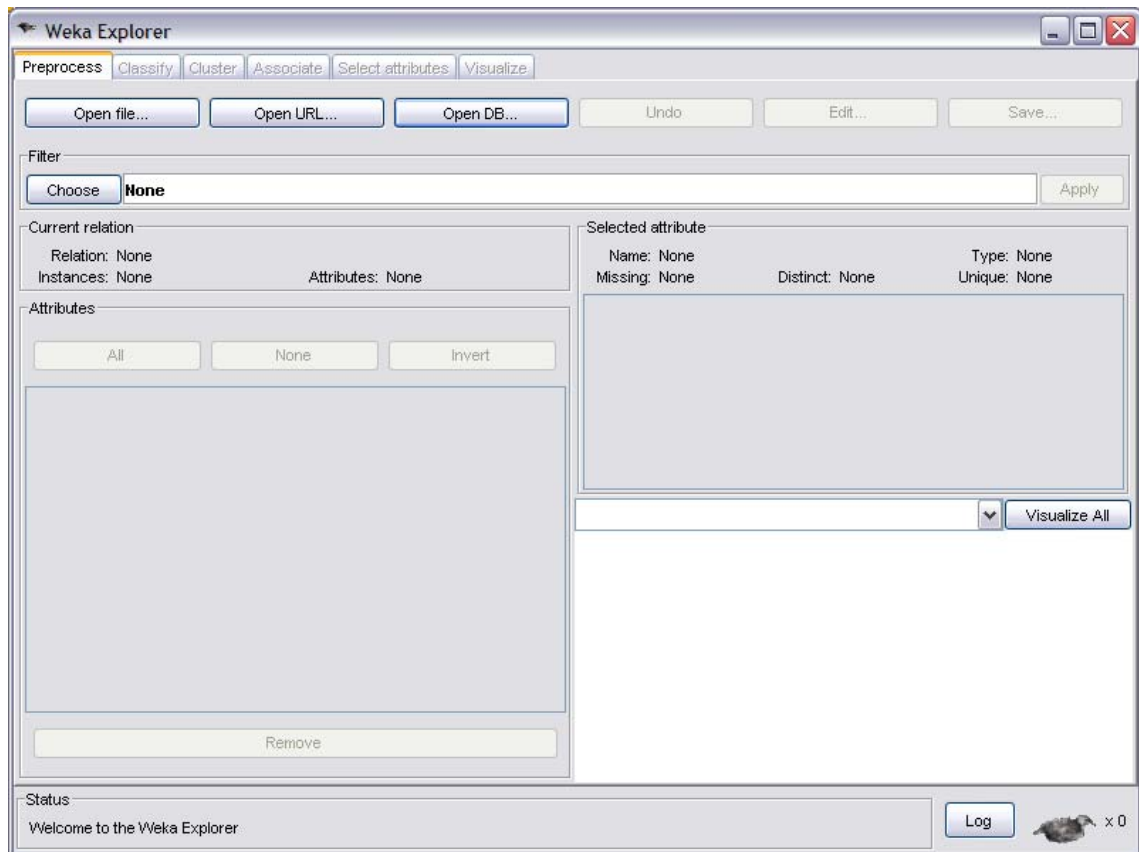 Weka Explorer
Preprocess Classify Cluster Associate Select attributes Visualize
Open file... Open URL... Open DB... Undo Edit... Save...
Filter
Choose None Apply
Current relation
Relation: None
Instances: None Attributes: None
Selected attribute
Name: None Type: None
Missing: None Distinct: None Unique: None
Attributes
All None Invert
Visualize All
Remove
Status
Welcome to the Weka Explorer
Log x 0